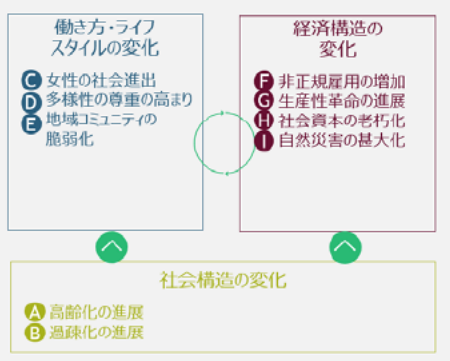 働き方・ライフ
スタイルの変化
C 女性の社会進出
D 多様性の尊重の高まり
E 地域コミュニティの
脆弱化
経済構造の
変化
F 非正規雇用の増加
G 生産性革命の進展
H 社会資本の老朽化
I 自然災害の甚大化
社会構造の変化
A 高齢化の進展
B 過疎化の進展